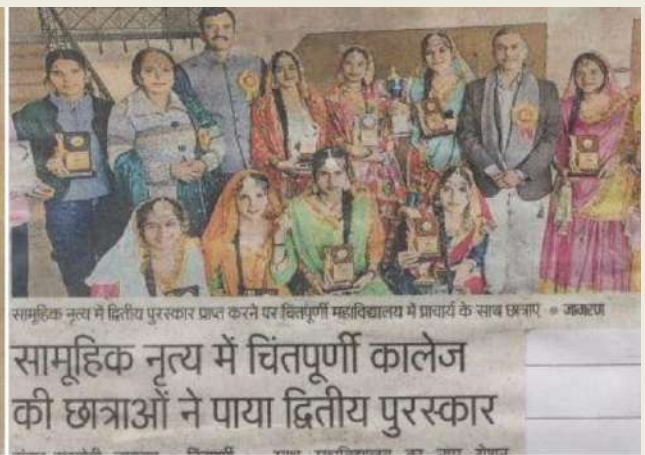 सामूहिक नृत्य में द्वितीय पुरस्कार प्राप्त करने पर चिंतपूर्णी महाविद्यालय में प्राचार्य के साथ छात्राएं ● जागरण
सामूहिक नृत्य में चिंतपूर्णी कालेज
की छात्राओं ने पाया द्वितीय पुरस्कार